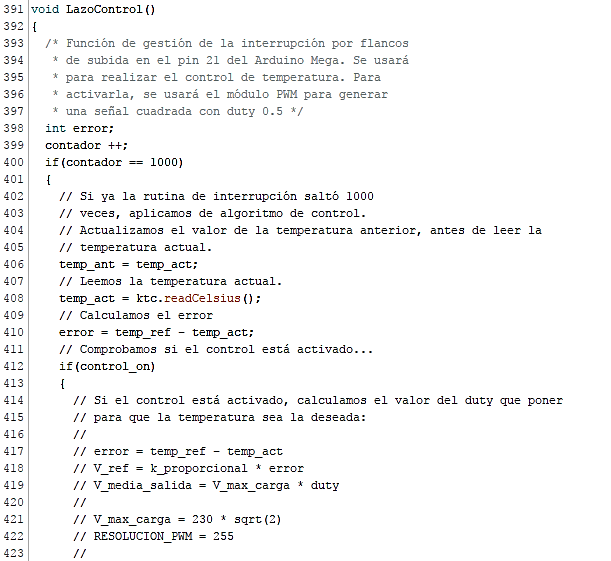 391 void LazoControl()
392 {
393   /* Función de gestión de la interrupción por flancos
394    * de subida en el pin 21 del Arduino Mega. Se usará
395    * para realizar el control de temperatura. Para
396    * activarla, se usará el módulo PWM para generar
397    * una señal cuadrada con duty 0.5 */
398   int error;
399   contador ++;
400   if(contador == 1000)
401   {
402     // Si ya la rutina de interrupción saltó 1000
403     // veces, aplicamos de algoritmo de control.
404     // Actualizamos el valor de la temperatura anterior, antes de leer la
405     // temperatura actual.
406     temp_ant = temp_act;
407     // Leemos la temperatura actual.
408     temp_act = ktc.readCelsius();
409     // Calculamos el error
410     error = temp_ref - temp_act;
411     // Comprobamos si el control está activado...
412     if(control_on)
413     {
414       // Si el control está activado, calculamos el valor del duty que poner
415       // para que la temperatura sea la deseada:
416       //
417       // error = temp_ref - temp_act
418       // V_ref = k_proporcional * error
419       // V_media_salida = V_max_carga * duty
420       //
421       // V_max_carga = 230 * sqrt(2)
422       // RESOLUCION_PWM = 255
423       //